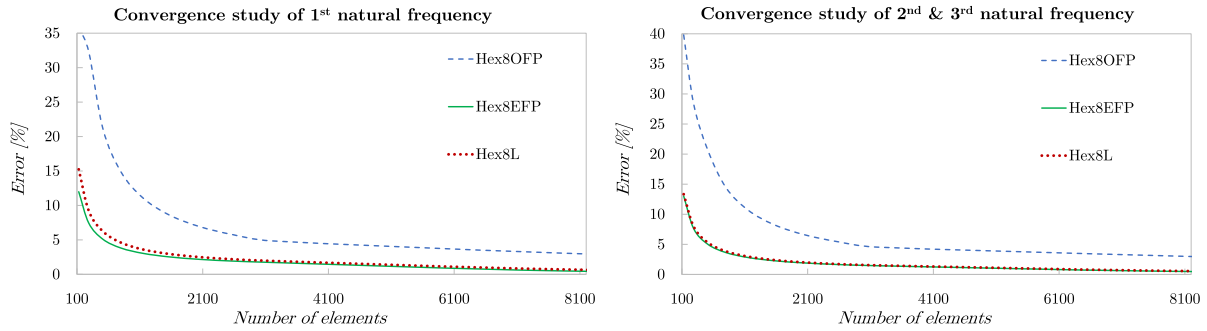 Convergence study of 1st natural frequency
35
30
25
20
15
10
5
0
Error [%]
Hex8OFP
Hex8EFP
Hex8L
100 2100 4100 6100 8100
Number of elements
Convergence study of 2nd & 3rd natural frequency
40
35
30
25
20
15
10
5
0
Error [%]
Hex8OFP
Hex8EFP
Hex8L
100 2100 4100 6100 8100
Number of elements